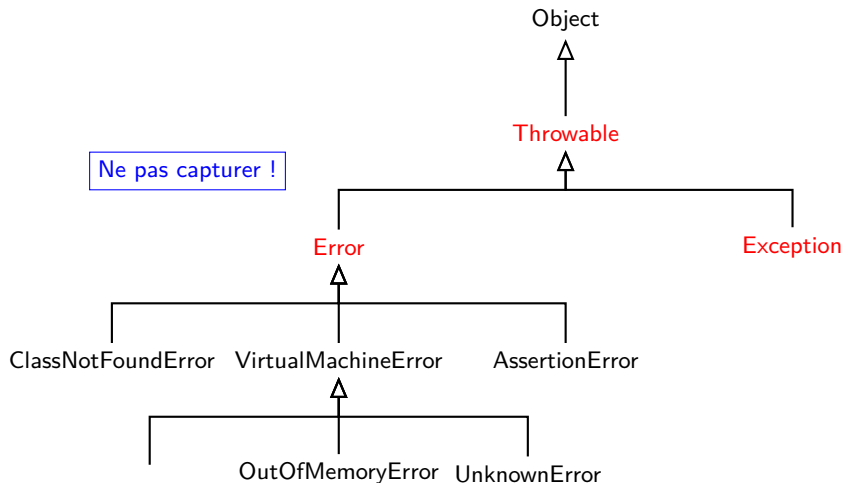 Object
Throwable
Ne pas capturer !
Error
Exception
ClassNotFoundError
VirtualMachineError
AssertionError
OutOfMemoryError
UnknownError